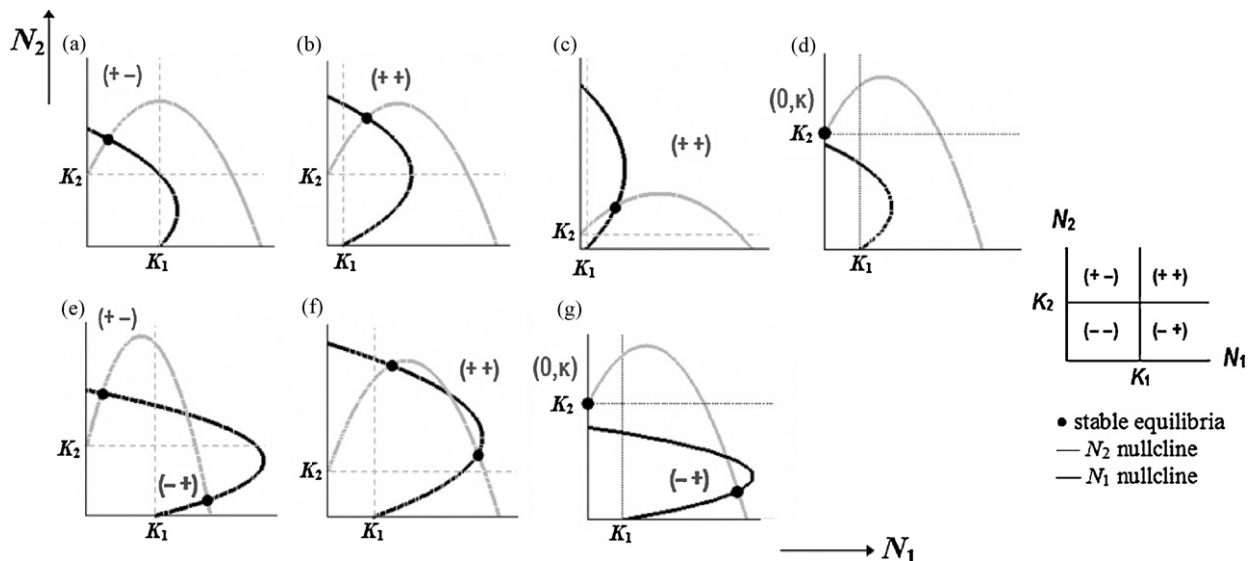 N₂
(a)
(+ −)
K₂
K₁
(b)
(+ +)
K₂
K₁
(c)
(+ +)
K₂
K₁
(d)
(0,κ)
K₂
K₁
(e)
(+ −)
K₂
(− +)
K₁
(f)
(+ +)
K₂
K₁
(g)
(0,κ)
K₂
(− +)
K₁
N₁
N₂
(+ −) (+ +)
K₂
(− −) (− +)
N₁
K₁
stable equilibria
N₂ nullcline
N₁ nullcline